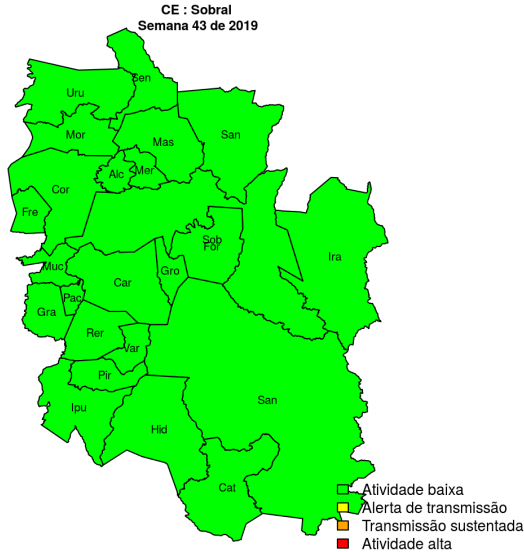 CE : Sobral
Semana 43 de 2019
Sen
Uru
Mor
Mas
San
Alc
Mer
Cor
Fre
Sob
For
Ira
Muc
Gro
Car
Pac
Gra
Rer
Var
Pir
San
Ipu
Hid
Cat
Atividade baixa
Alerta de transmissão
Transmissão sustentada
Atividade alta